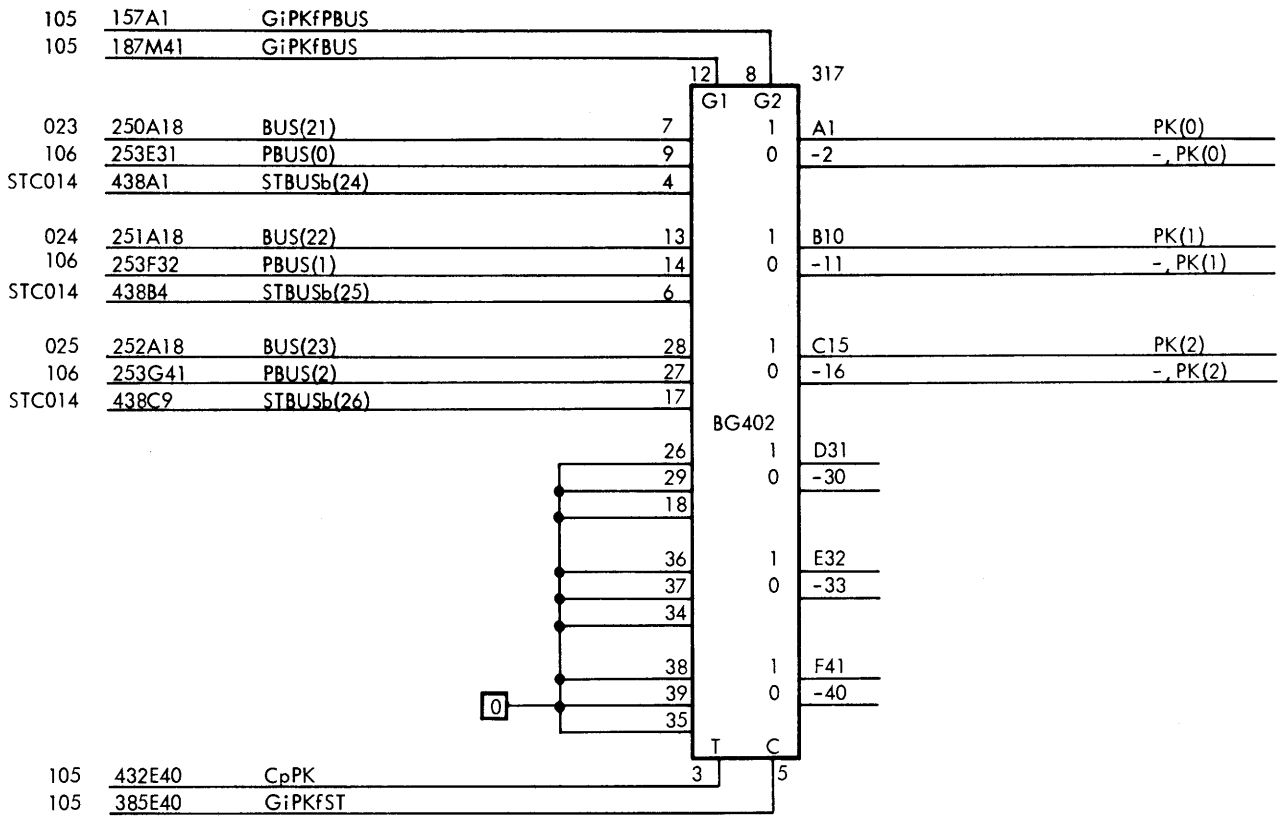 105 157A1 GiPKfPBUS
105 187M41 GiPKfBUS
12 8 317
G1 G2
023 250A18 BUS(21) 7 1 A1 PK(0)
106 253E31 PBUS(0) 9 0 -2 -, PK(0)
STC014 438A1 STBUSb(24) 4
024 251A18 BUS(22) 13 1 B10 PK(1)
106 253F32 PBUS(1) 14 0 -11 -, PK(1)
STC014 438B4 STBUSb(25) 6
025 252A18 BUS(23) 28 1 C15 PK(2)
106 253G41 PBUS(2) 27 0 -16 -, PK(2)
STC014 438C9 STBUSb(26) 17
BG402
26 1 D31
29 0 -30
18
36 1 E32
37 0 -33
34
38 1 F41
0 39 0 -40
35
T C
105 432E40 CpPK 3 5
105 385E40 GiPKfST